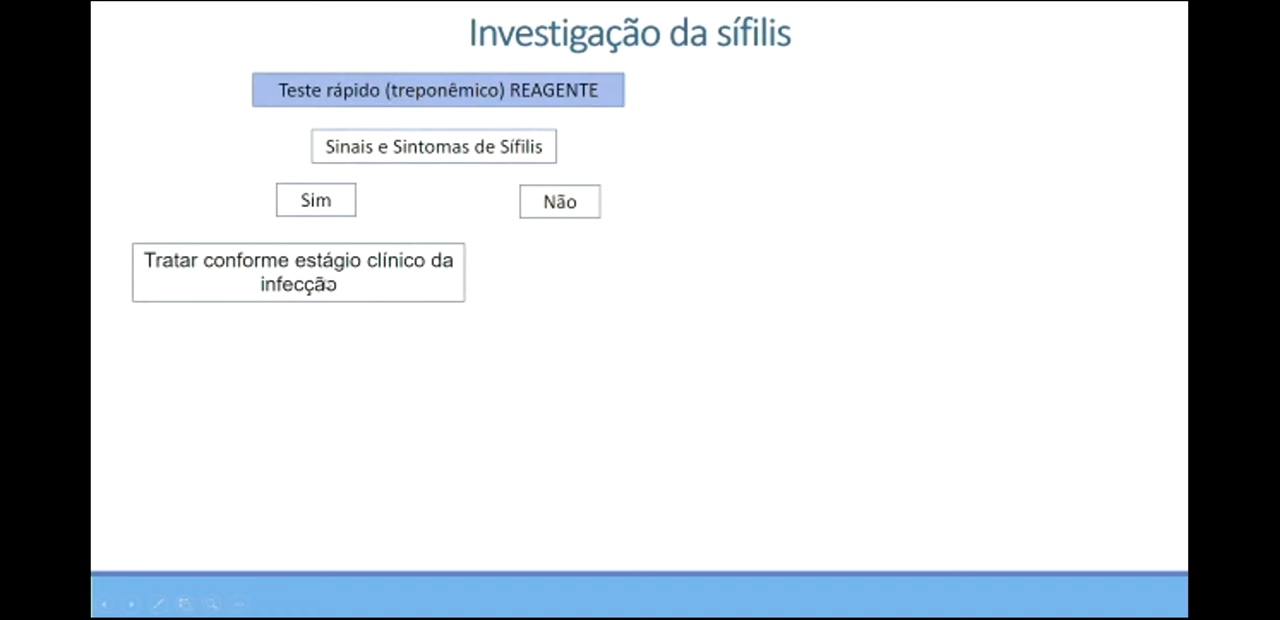 Investigação da sífilis
Teste rápido (treponêmico) REAGENTE
Sinais e Sintomas de Sífilis
Sim
Não
Tratar conforme estágio clínico da
infecção